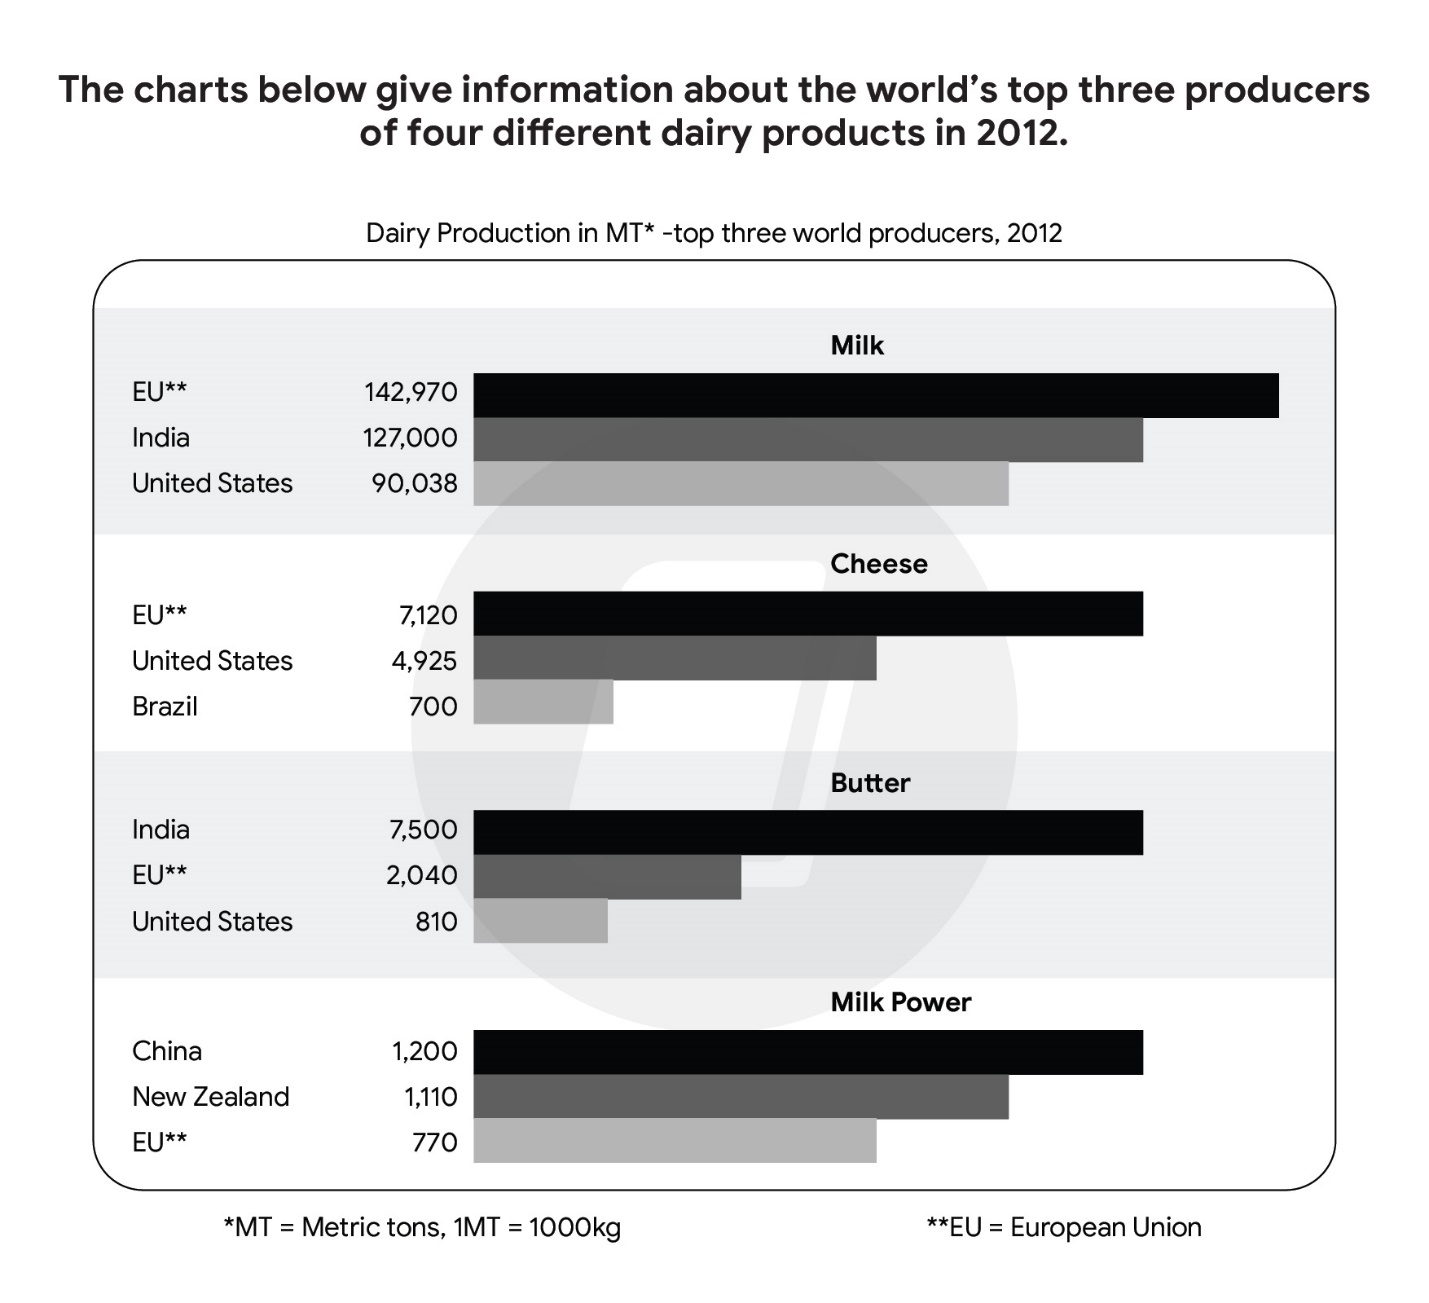 The charts below give information about the world's top three producers
of four different dairy products in 2012.
Dairy Production in MT* -top three world producers, 2012
Milk
EU** 142,970
India 127,000
United States 90,038
Cheese
EU** 7,120
United States 4,925
Brazil 700
Butter
India 7,500
EU** 2,040
United States 810
Milk Power
China 1,200
New Zealand 1,110
EU** 770
*MT = Metric tons, 1MT = 1000kg **EU = European Union